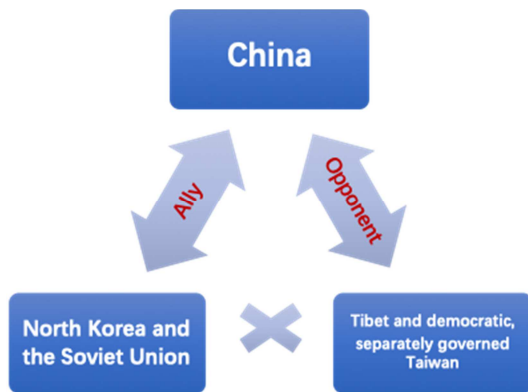 China
Ally
Opponent
North Korea and
the Soviet Union
Tibet and democratic,
separately governed
Taiwan